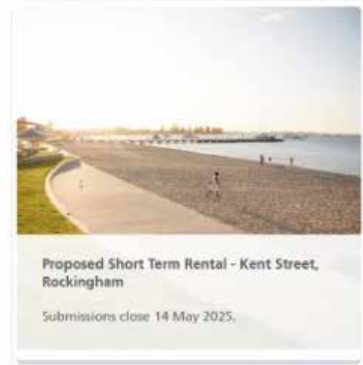 Proposed Short Term Rental - Kent Street,
Rockingham
Submissions close 14 May 2025.